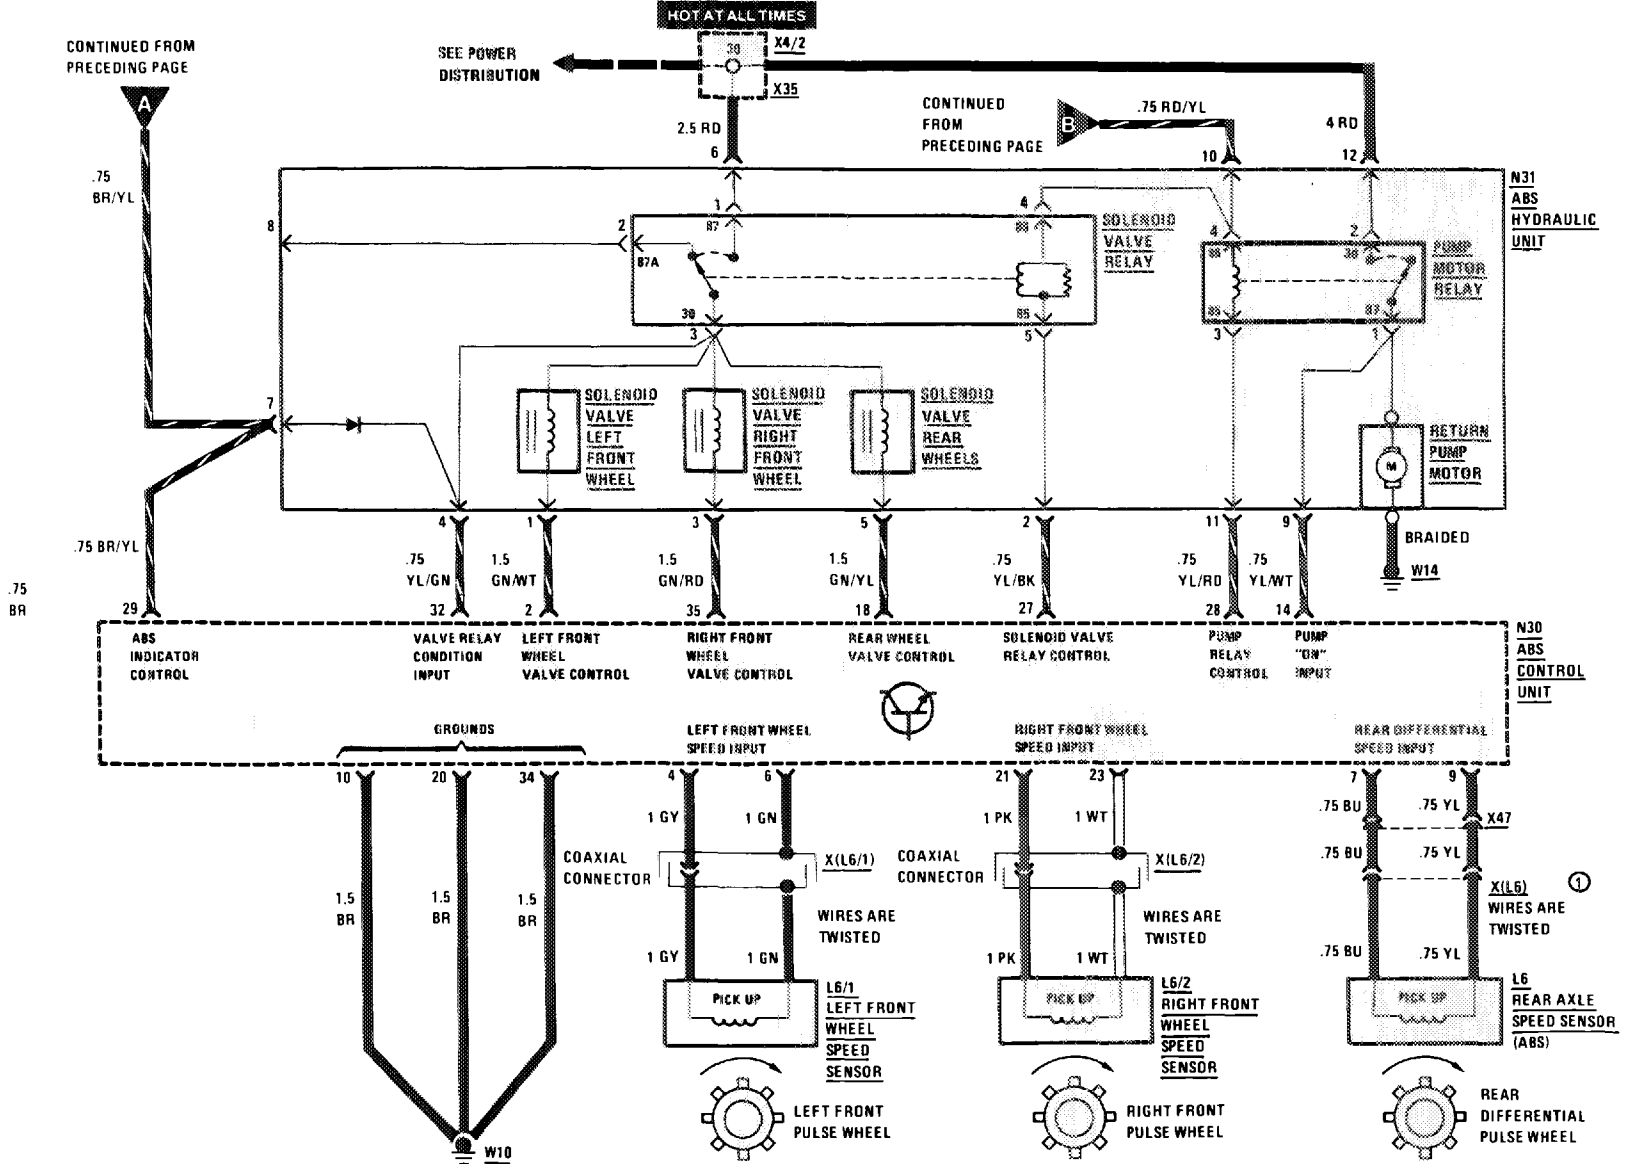 HOT AT ALL TIMES
CONTINUED FROM
PRECEDING PAGE
A
SEE POWER
DISTRIBUTION
30
X4/2
X35
2.5 RD
6
CONTINUED
FROM
PRECEDING PAGE
B
.75 RD/YL
10
4 RD
12
.75
BR/YL
N31
ABS
HYDRAULIC
UNIT
8
2
87A
1
87
30
3
4
86
85
5
SOLENOID
VALVE
RELAY
4
86
85
3
2
30
87
1
PUMP
MOTOR
RELAY
7
SOLENOID
VALVE
LEFT
FRONT
WHEEL
SOLENOID
VALVE
RIGHT
FRONT
WHEEL
SOLENOID
VALVE
REAR
WHEELS
M
RETURN
PUMP
MOTOR
4
1
3
5
2
11
9
BRAIDED
W14
.75 BR/YL
.75
YL/GN
1.5
GN/WT
1.5
GN/RD
1.5
GN/YL
.75
YL/BK
.75
YL/RD
.75
YL/WT
.75
BR
29
32
2
35
18
27
28
14
ABS
INDICATOR
CONTROL
VALVE RELAY
CONDITION
INPUT
LEFT FRONT
WHEEL
VALVE CONTROL
RIGHT FRONT
WHEEL
VALVE CONTROL
REAR WHEEL
VALVE CONTROL
SOLENOID VALVE
RELAY CONTROL
PUMP
RELAY
CONTROL
PUMP
"ON"
INPUT
N30
ABS
CONTROL
UNIT
GROUNDS
LEFT FRONT WHEEL
SPEED INPUT
RIGHT FRONT WHEEL
SPEED INPUT
REAR DIFFERENTIAL
SPEED INPUT
10
20
34
4
6
21
23
7
9
1 GY
1 GN
1 PK
1 WT
.75 BU
.75 YL
X47
COAXIAL
CONNECTOR
X(L6/1)
COAXIAL
CONNECTOR
X(L6/2)
.75 BU
.75 YL
X(L6)
1
WIRES ARE
TWISTED
1.5
BR
1.5
BR
1.5
BR
WIRES ARE
TWISTED
WIRES ARE
TWISTED
1 GY
1 GN
1 PK
1 WT
.75 BU
.75 YL
PICK UP
L6/1
LEFT FRONT
WHEEL
SPEED
SENSOR
PICK UP
L6/2
RIGHT FRONT
WHEEL
SPEED
SENSOR
PICK UP
L6
REAR AXLE
SPEED SENSOR
(ABS)
LEFT FRONT
PULSE WHEEL
RIGHT FRONT
PULSE WHEEL
REAR
DIFFERENTIAL
PULSE WHEEL
W10